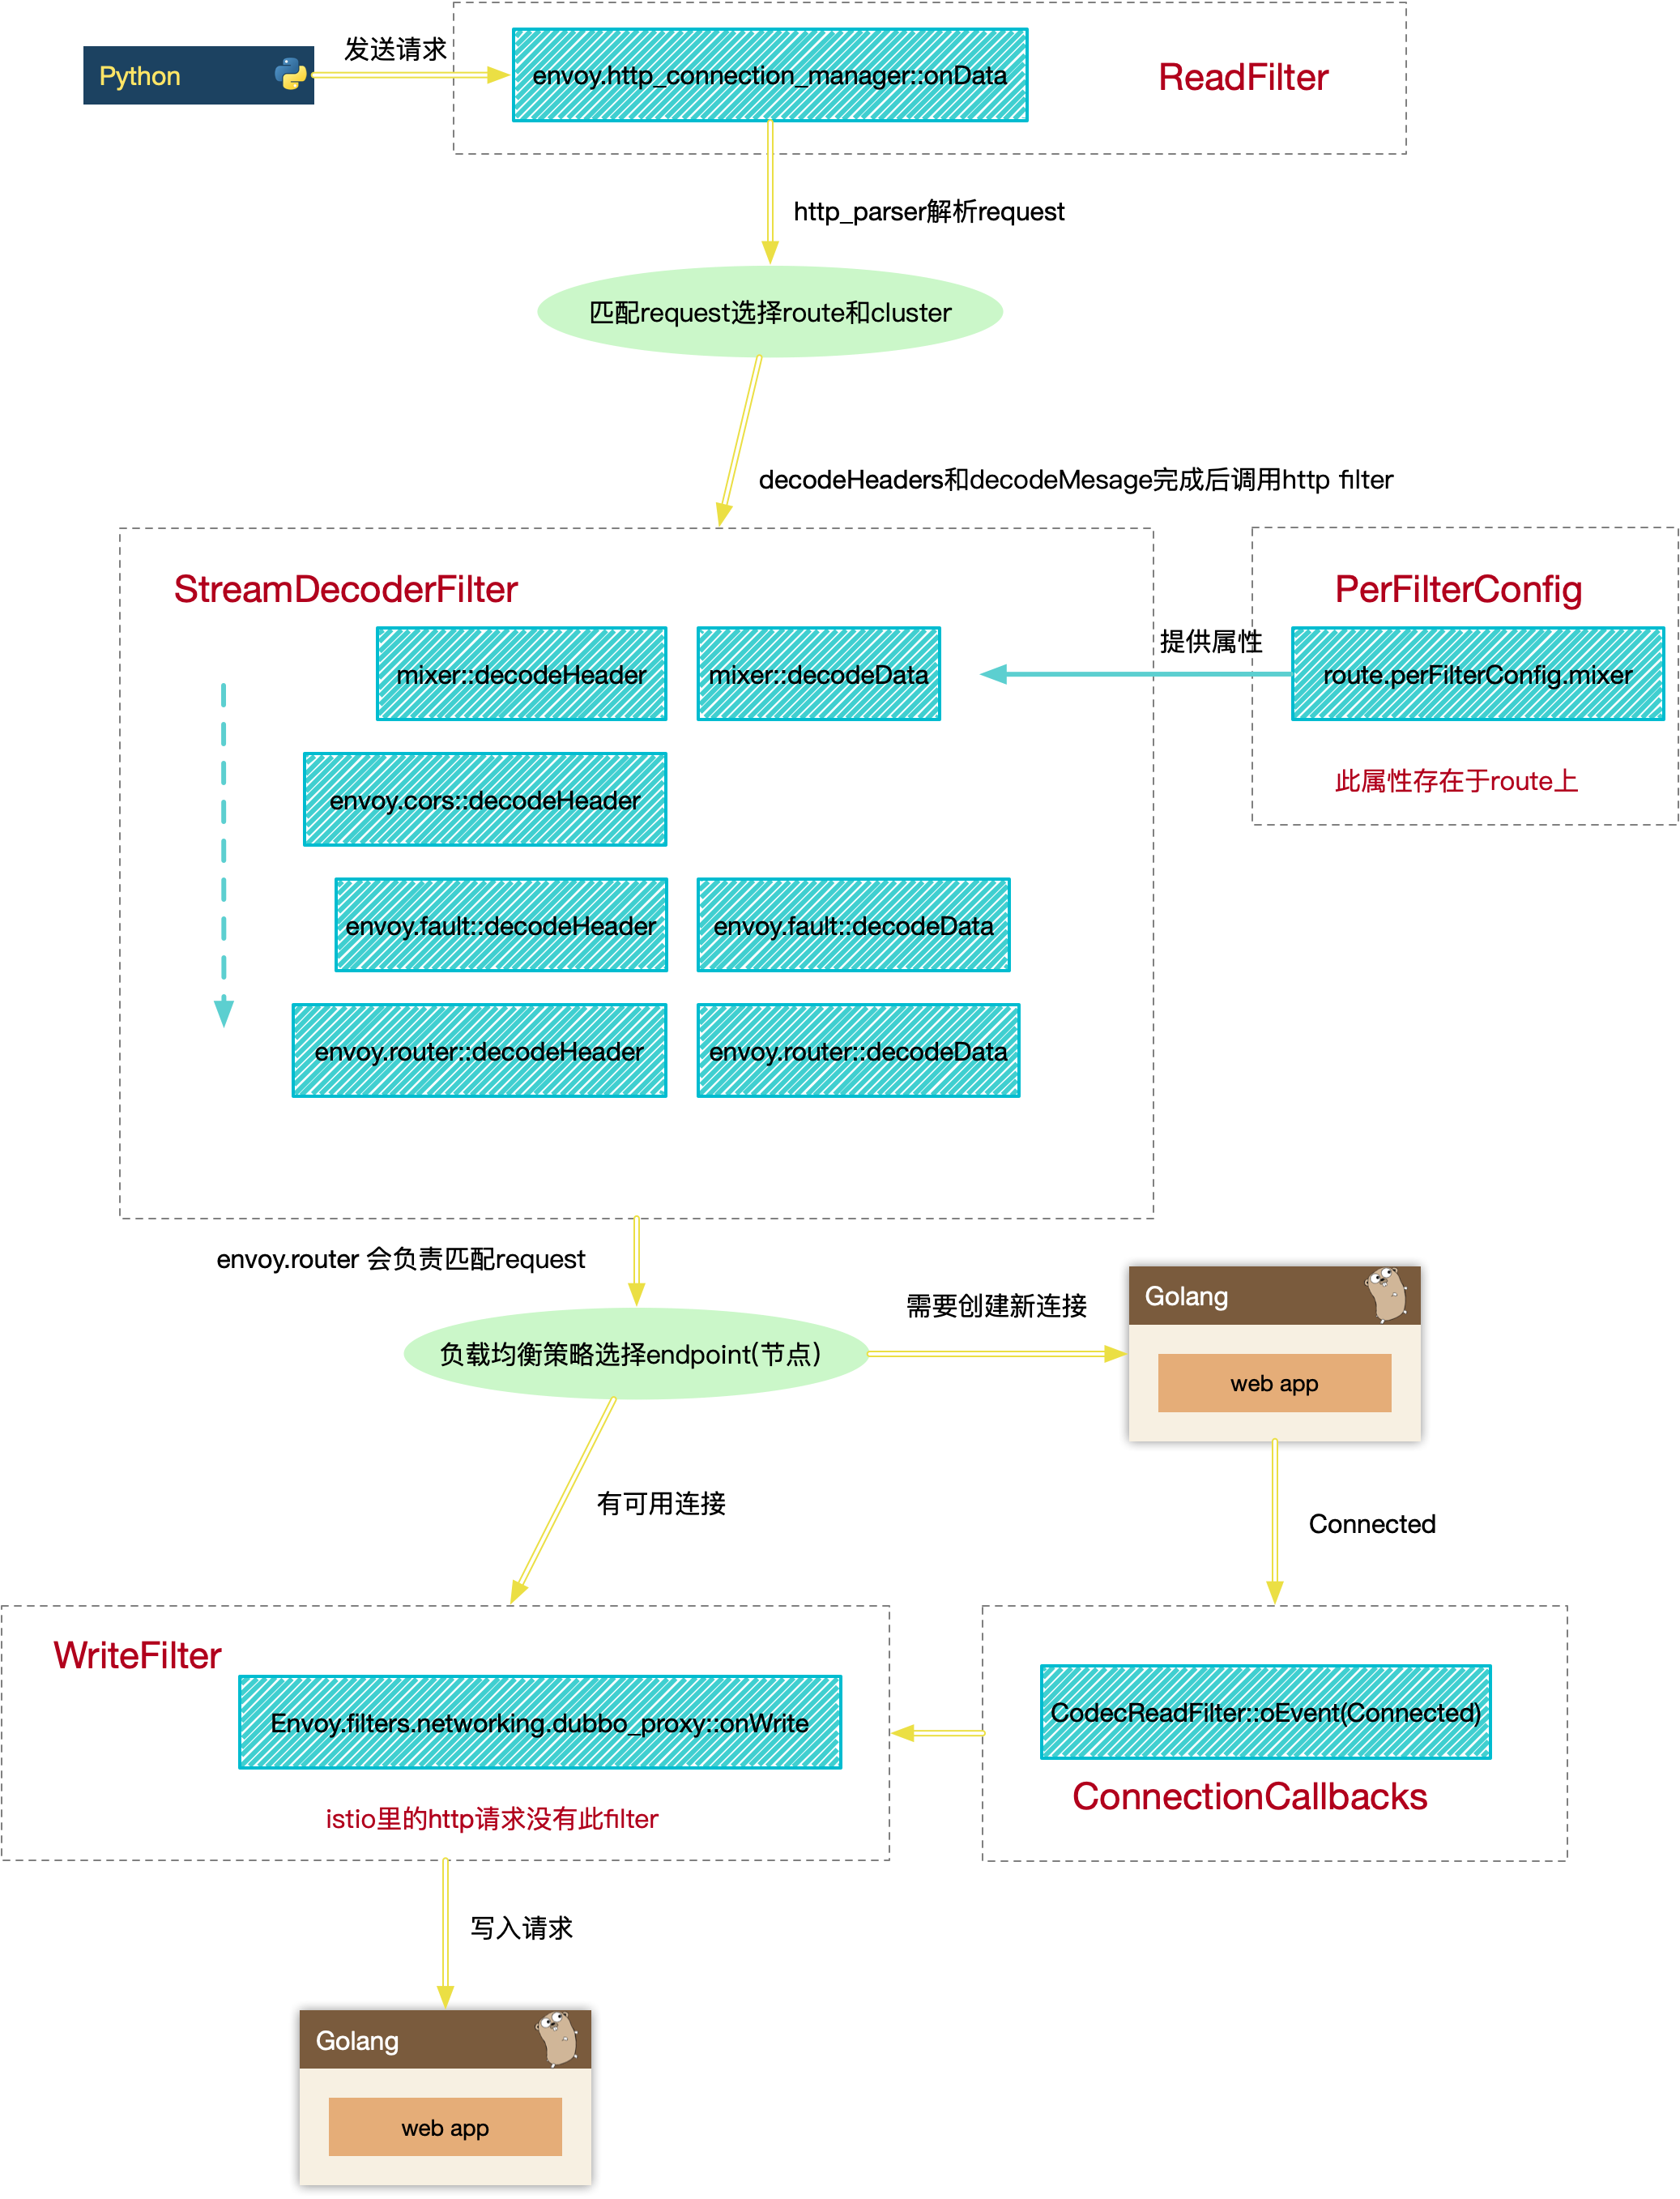 Python
发送请求
envoy.http_connection_manager::onData
ReadFilter
http_parser解析request
匹配request选择route和cluster
decodeHeaders和decodeMesage完成后调用http filter
StreamDecoderFilter
PerFilterConfig
mixer::decodeHeader
mixer::decodeData
提供属性
route.perFilterConfig.mixer
此属性存在于route上
envoy.cors::decodeHeader
envoy.fault::decodeHeader
envoy.fault::decodeData
envoy.router::decodeHeader
envoy.router::decodeData
envoy.router 会负责匹配request
需要创建新连接
Golang
web app
负载均衡策略选择endpoint(节点)
有可用连接
Connected
WriteFilter
Envoy.filters.networking.dubbo_proxy::onWrite
istio里的http请求没有此filter
CodecReadFilter::oEvent(Connected)
ConnectionCallbacks
写入请求
Golang
web app